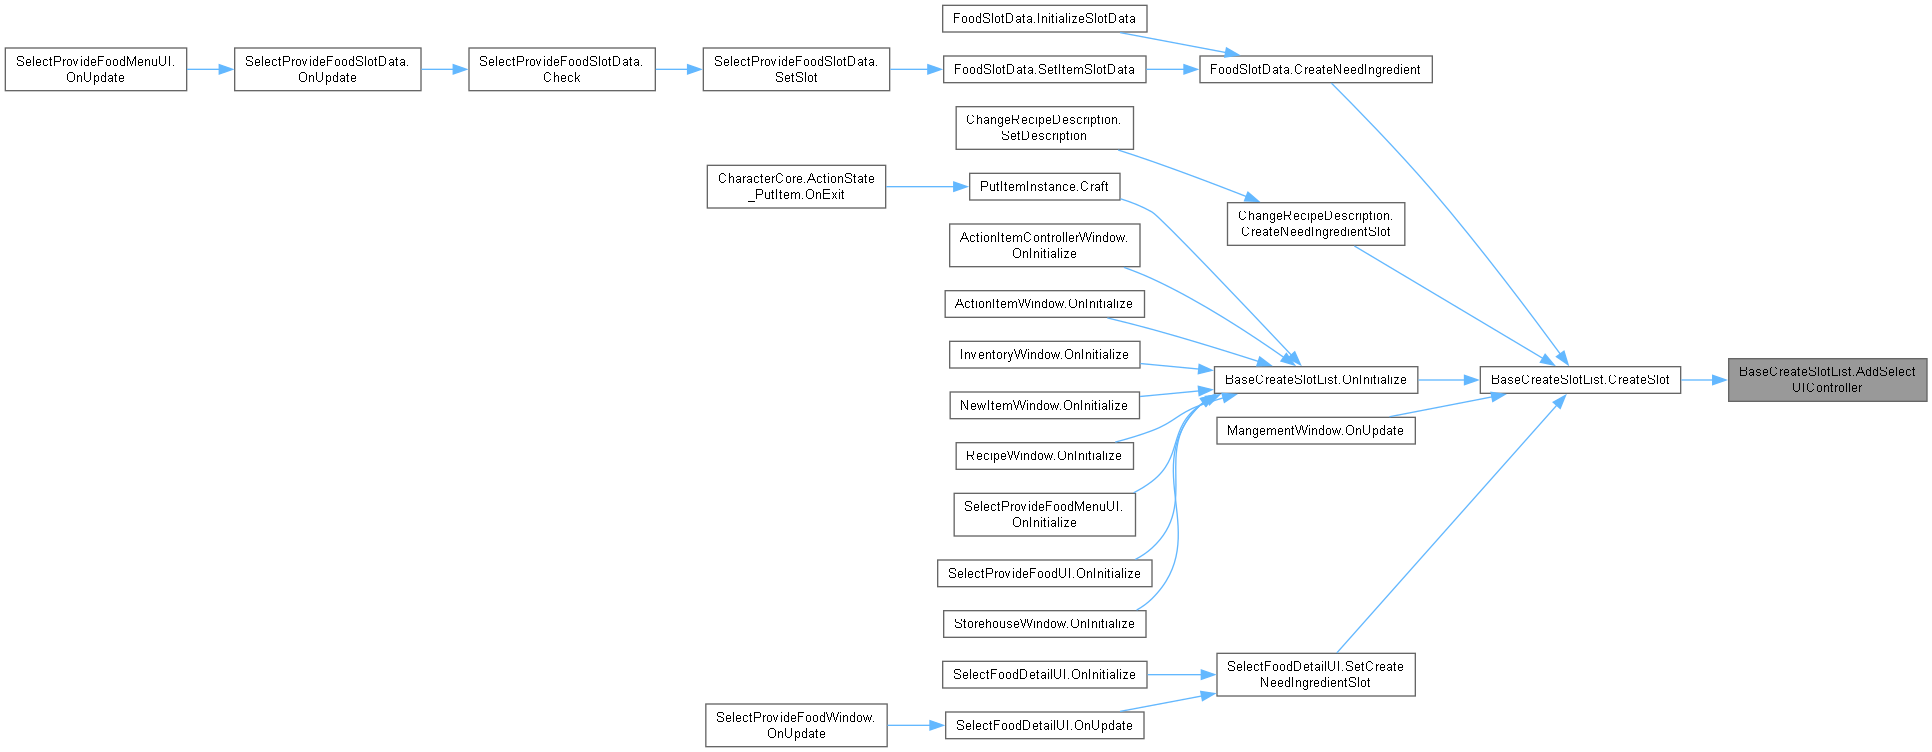 FoodSlotData.InitializeSlotData
SelectProvideFoodMenuUI.
OnUpdate
SelectProvideFoodSlotData.
OnUpdate
SelectProvideFoodSlotData.
Check
SelectProvideFoodSlotData.
SetSlot
FoodSlotData.SetItemSlotData
FoodSlotData.CreateNeedIngredient
ChangeRecipeDescription.
SetDescription
CharacterCore.ActionState
_PutItem.OnExit
PutItemInstance.Craft
ChangeRecipeDescription.
CreateNeedIngredientSlot
ActionItemControllerWindow.
OnInitialize
ActionItemWindow.OnInitialize
InventoryWindow.OnInitialize
BaseCreateSlotList.OnInitialize
BaseCreateSlotList.CreateSlot
BaseCreateSlotList.AddSelect
UIController
NewItemWindow.OnInitialize
MangementWindow.OnUpdate
RecipeWindow.OnInitialize
SelectProvideFoodMenuUI.
OnInitialize
SelectProvideFoodUI.OnInitialize
StorehouseWindow.OnInitialize
SelectFoodDetailUI.OnInitialize
SelectFoodDetailUI.SetCreate
NeedIngredientSlot
SelectProvideFoodWindow.
OnUpdate
SelectFoodDetailUI.OnUpdate